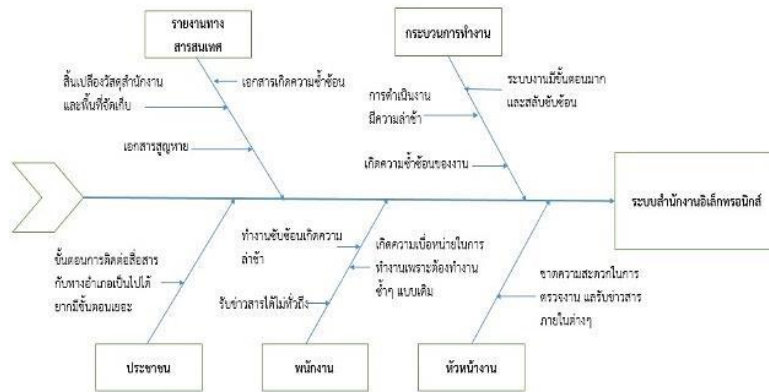 รายงานทาง
สารสนเทศ
กระบวนการทำงาน
สิ้นเปลืองวัสดุสำนักงาน
และพื้นที่จัดเก็บ
เอกสารเกิดความซ้ำซ้อน
เอกสารสูญหาย
การดำเนินงาน
มีความล่าช้า
ระบบงานมีขั้นตอนมาก
และสลับซับซ้อน
เกิดความซ้ำซ้อนของงาน
ระบบสำนักงานอิเล็กทรอนิกส์
ขั้นตอนการติดต่อสื่อสาร
กับทางอำเภอเป็นไปได้
ยากมีขั้นตอนเยอะ
ทำงานซับซ้อนเกิดความ
ล่าช้า
รับข่าวสารได้ไม่ทั่วถึง
เกิดความเบื่อหน่ายในการ
ทำงานเพราะต้องทำงาน
ซ้ำๆ แบบเดิม
ขาดความสะดวกในการ
ตรวจงาน แลรับข่าวสาร
ภายในต่างๆ
ประชาชน
พนักงาน
หัวหน้างาน